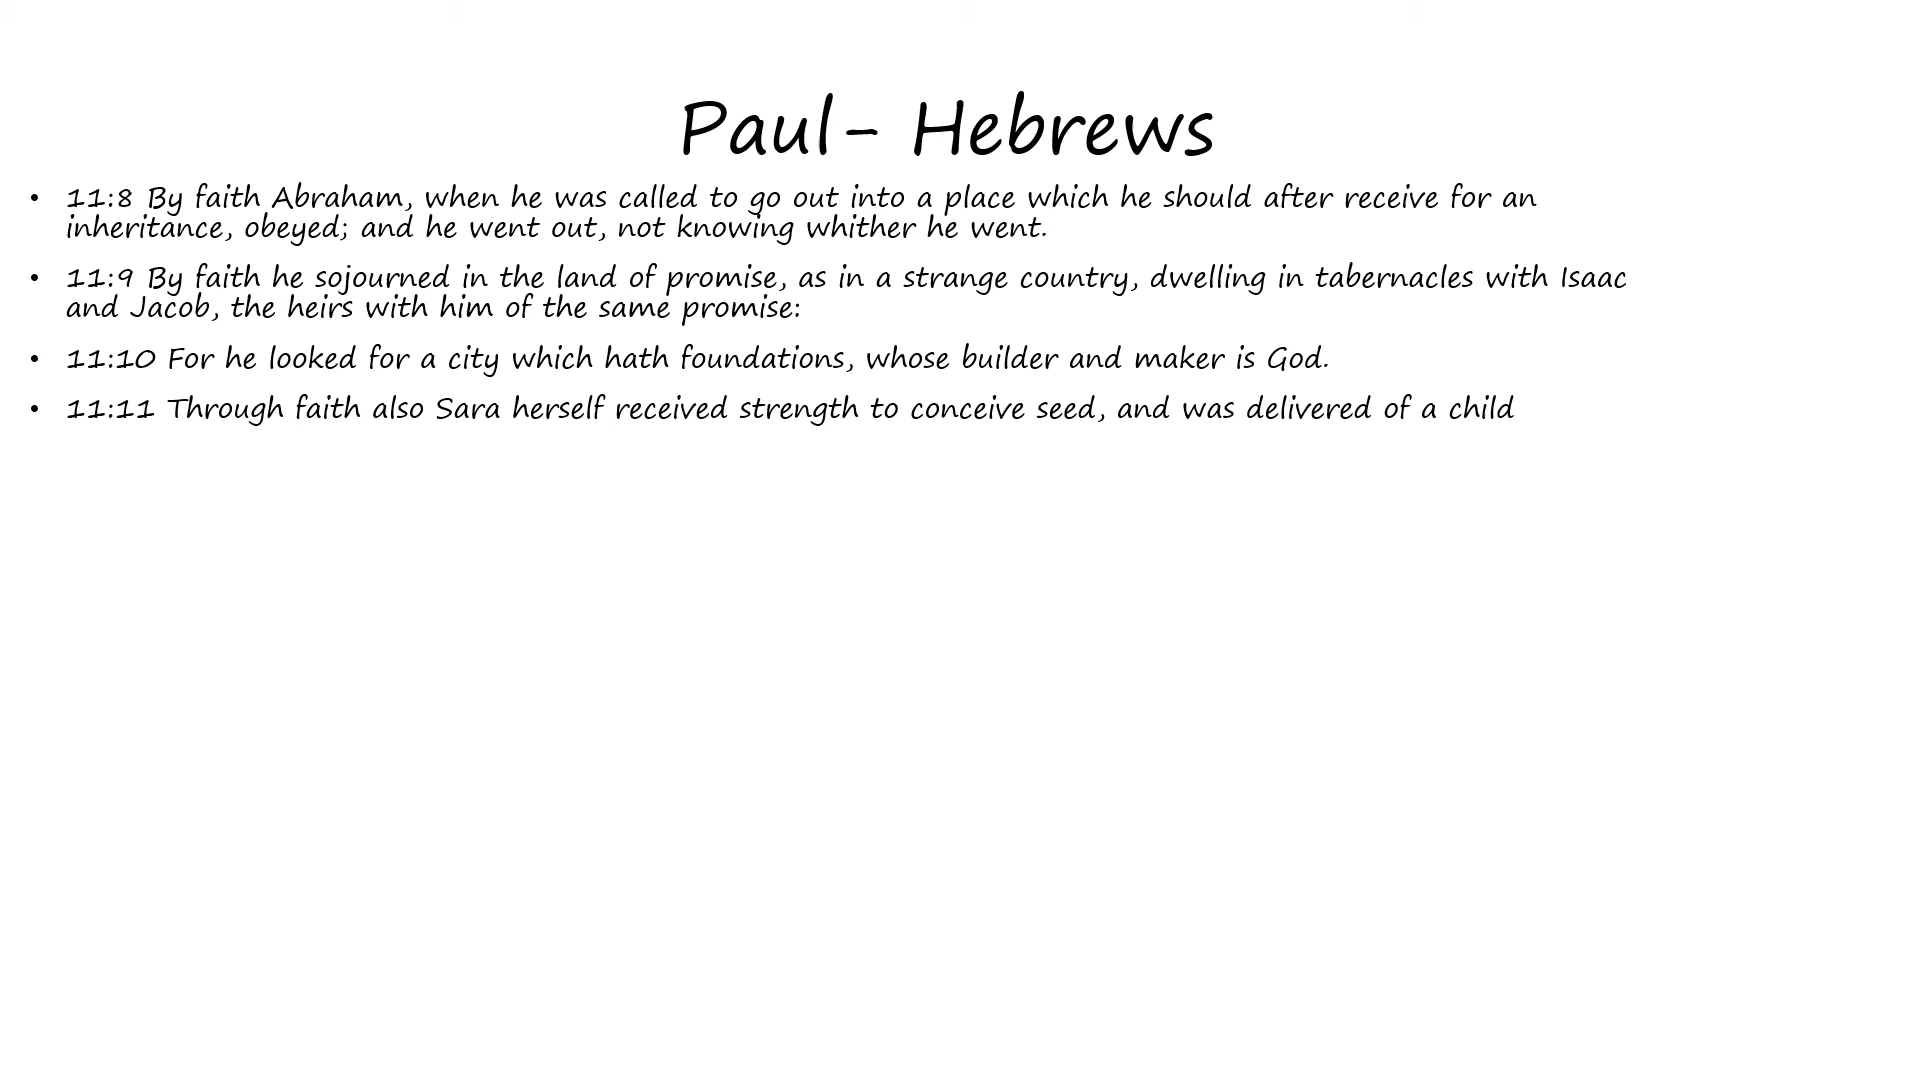 Paul- Hebrews
• 11:8 By faith Abraham, when he was called to go out into a place which he should after receive for an
inheritance, obeyed; and he went out, not knowing whither he went.
• 11:9 By faith he sojourned in the land of promise, as in a strange country, dwelling in tabernacles with Isaac
and Jacob, the heirs with him of the same promise:
• 11:10 For he looked for a city which hath foundations, whose builder and maker is God.
• 11:11 Through faith also Sara herself received strength to conceive seed, and was delivered of a child